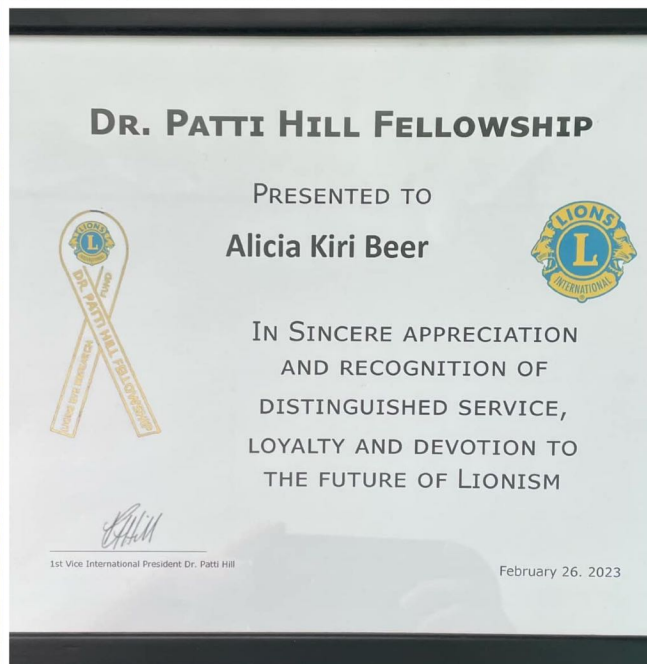 DR. PATTI HILL FELLOWSHIP
PRESENTED TO
Alicia Kiri Beer
LIONS
L
INTERNATIONAL
L
FUND
DR. PATTI HILL FELLOWSHIP
IN SINCERE APPRECIATION
AND RECOGNITION OF
DISTINGUISHED SERVICE,
LOYALTY AND DEVOTION TO
THE FUTURE OF LIONISM
1st Vice International President Dr. Patti Hill
February 26. 2023